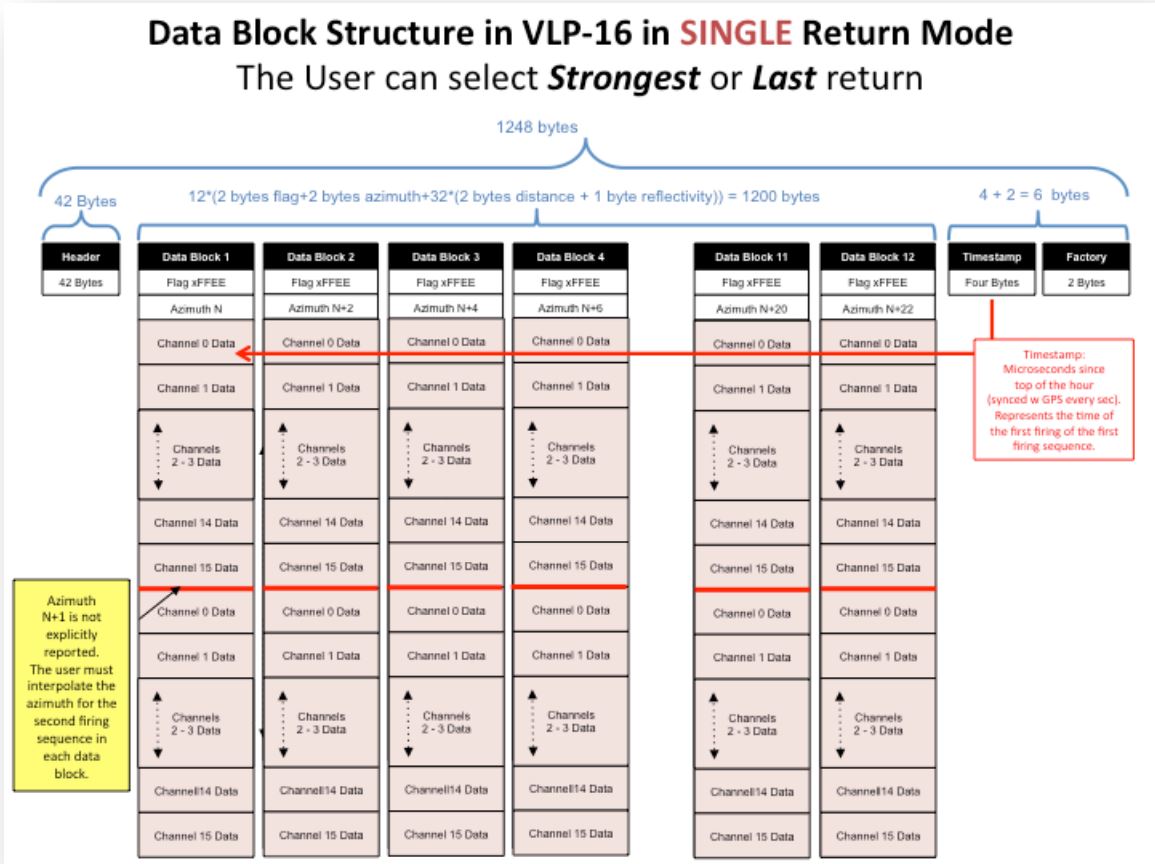 Data Block Structure in VLP-16 in SINGLE Return Mode
The User can select Strongest or Last return
1248 bytes
42 Bytes
12*(2 bytes flag+2 bytes azimuth+32*(2 bytes distance + 1 byte reflectivity)) = 1200 bytes
4 + 2 = 6 bytes
Header
42 Bytes
Data Block 1
Flag xFFEE
Azimuth N
Channel 0 Data
Channel 1 Data
Channels
2 - 3 Data
Channel 14 Data
Channel 15 Data
Channel 0 Data
Channel 1 Data
Channels
2 - 3 Data
Channell14 Data
Channel 15 Data
Data Block 2
Flag xFFEE
Azimuth N+2
Channel 0 Data
Channel 1 Data
Channels
2 - 3 Data
Channel 14 Data
Channel 15 Data
Channel 0 Data
Channel 1 Data
Channels
2 - 3 Data
Channell14 Data
Channel 15 Data
Data Block 3
Flag xFFEE
Azimuth N+4
Channel 0 Data
Channel 1 Data
Channels
2 - 3 Data
Channel 14 Data
Channel 15 Data
Channel 0 Data
Channel 1 Data
Channels
2 - 3 Data
Channell14 Data
Channel 15 Data
Data Block 4
Flag xFFEE
Azimuth N+6
Channel 0 Data
Channel 1 Data
Channels
2 - 3 Data
Channel 14 Data
Channel 15 Data
Channel 0 Data
Channel 1 Data
Channels
2 - 3 Data
Channell14 Data
Channel 15 Data
Data Block 11
Flag xFFEE
Azimuth N+20
Channel 0 Data
Channel 1 Data
Channels
2 - 3 Data
Channel 14 Data
Channel 15 Data
Channel 0 Data
Channel 1 Data
Channels
2 - 3 Data
Channell14 Data
Channel 15 Data
Data Block 12
Flag xFFEE
Azimuth N+22
Channel 0 Data
Channel 1 Data
Channels
2 - 3 Data
Channel 14 Data
Channel 15 Data
Channel 0 Data
Channel 1 Data
Channels
2 - 3 Data
Channell14 Data
Channel 15 Data
Timestamp
Four Bytes
Factory
2 Bytes
Timestamp:
Microseconds since
top of the hour
(synced w GPS every sec).
Represents the time of
the first firing of the first
firing sequence.
Azimuth
N+1 is not
explicitly
reported.
The user must
interpolate the
azimuth for the
second firing
sequence in
each data
block.